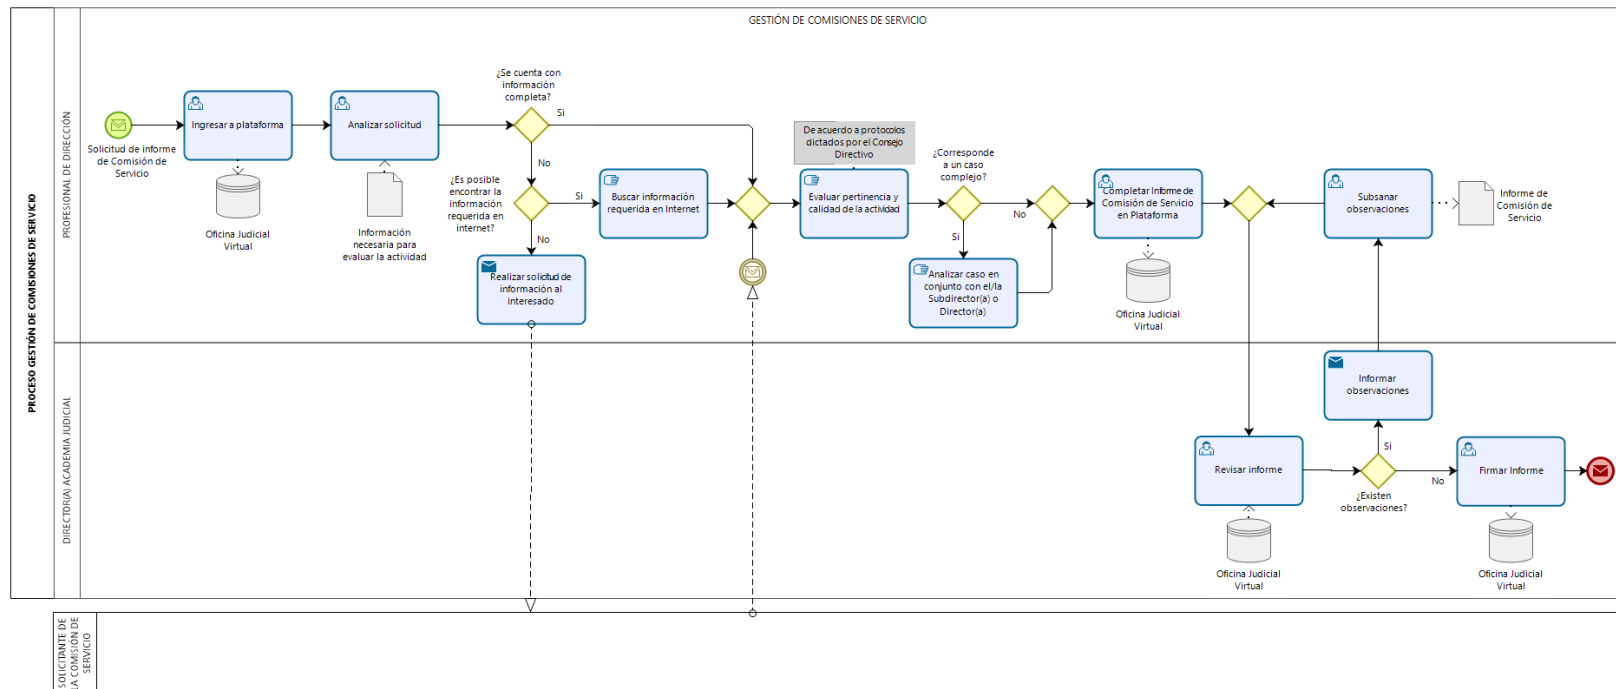 GESTIÓN DE COMISIONES DE SERVICIO
PROCESO GESTIÓN DE COMISIONES DE SERVICIO
PROFESIONAL DE DIRECCIÓN
Solicitud de informe
de Comisión de
Servicio
Ingresar a plataforma
Oficina Judicial
Virtual
Analizar solicitud
Información
necesaria para
evaluar la actividad
¿Se cuenta con
información
completa?
Si
No
¿Es posible
encontrar la
información
requerida en
internet?
Si
No
Buscar información
requerida en Internet
Realizar solicitud de
información al
interesado
De acuerdo a protocolos
dictados por el Consejo
Directivo
Evaluar pertinencia y
calidad de la actividad
¿Corresponde
a un caso
complejo?
No
Si
Analizar caso en
conjunto con el/la
Subdirector(a) o
Director(a)
Completar Informe de
Comisión de Servicio
en Plataforma
Oficina Judicial
Virtual
Subsanar
observaciones
Informe de
Comisión de
Servicio
DIRECTOR(A) ACADEMIA JUDICIAL
Informar
observaciones
Revisar informe
Oficina Judicial
Virtual
Si
No
¿Existen
observaciones?
Firmar Informe
Oficina Judicial
Virtual
SOLICITANTE DE
LA COMISIÓN DE
SERVICIO